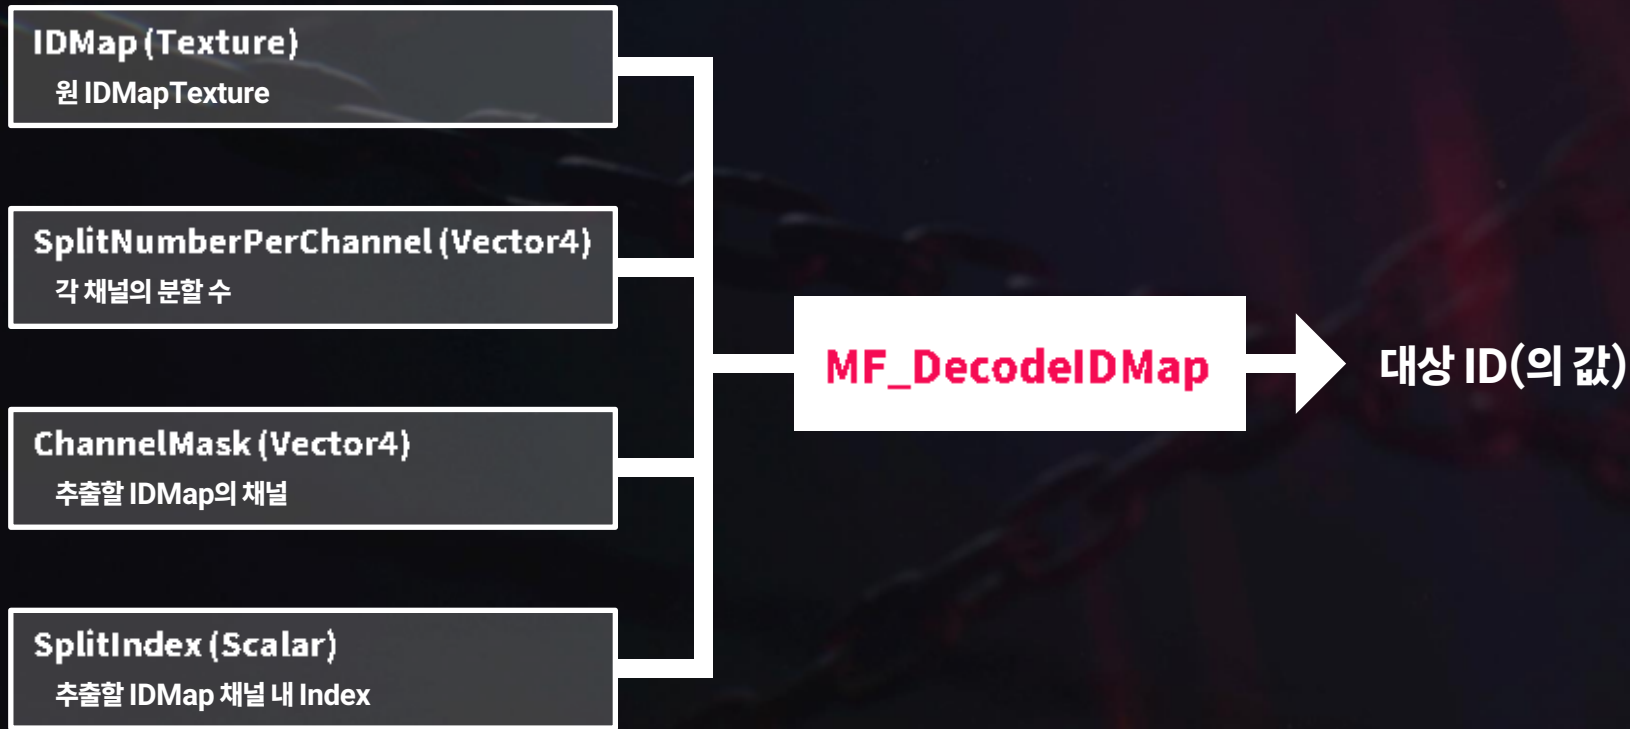 IDMap (Texture)
원 IDMapTexture
SplitNumberPerChannel (Vector4)
각 채널의 분할 수
ChannelMask (Vector4)
추출할 IDMap의 채널
SplitIndex (Scalar)
추출할 IDMap 채널 내 Index
MF_DecodeIDMap
대상 ID(의 값)